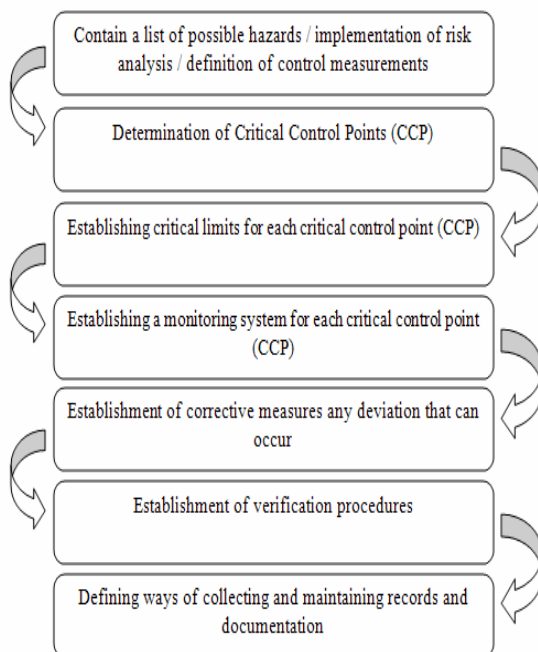 Contain a list of possible hazards / implementation of risk
analysis / definition of control measurements
Determination of Critical Control Points (CCP)
Establishing critical limits for each critical control point (CCP)
Establishing a monitoring system for each critical control point
(CCP)
Establishment of corrective measures any deviation that can
occur
Establishment of verification procedures
Defining ways of collecting and maintaining records and
documentation